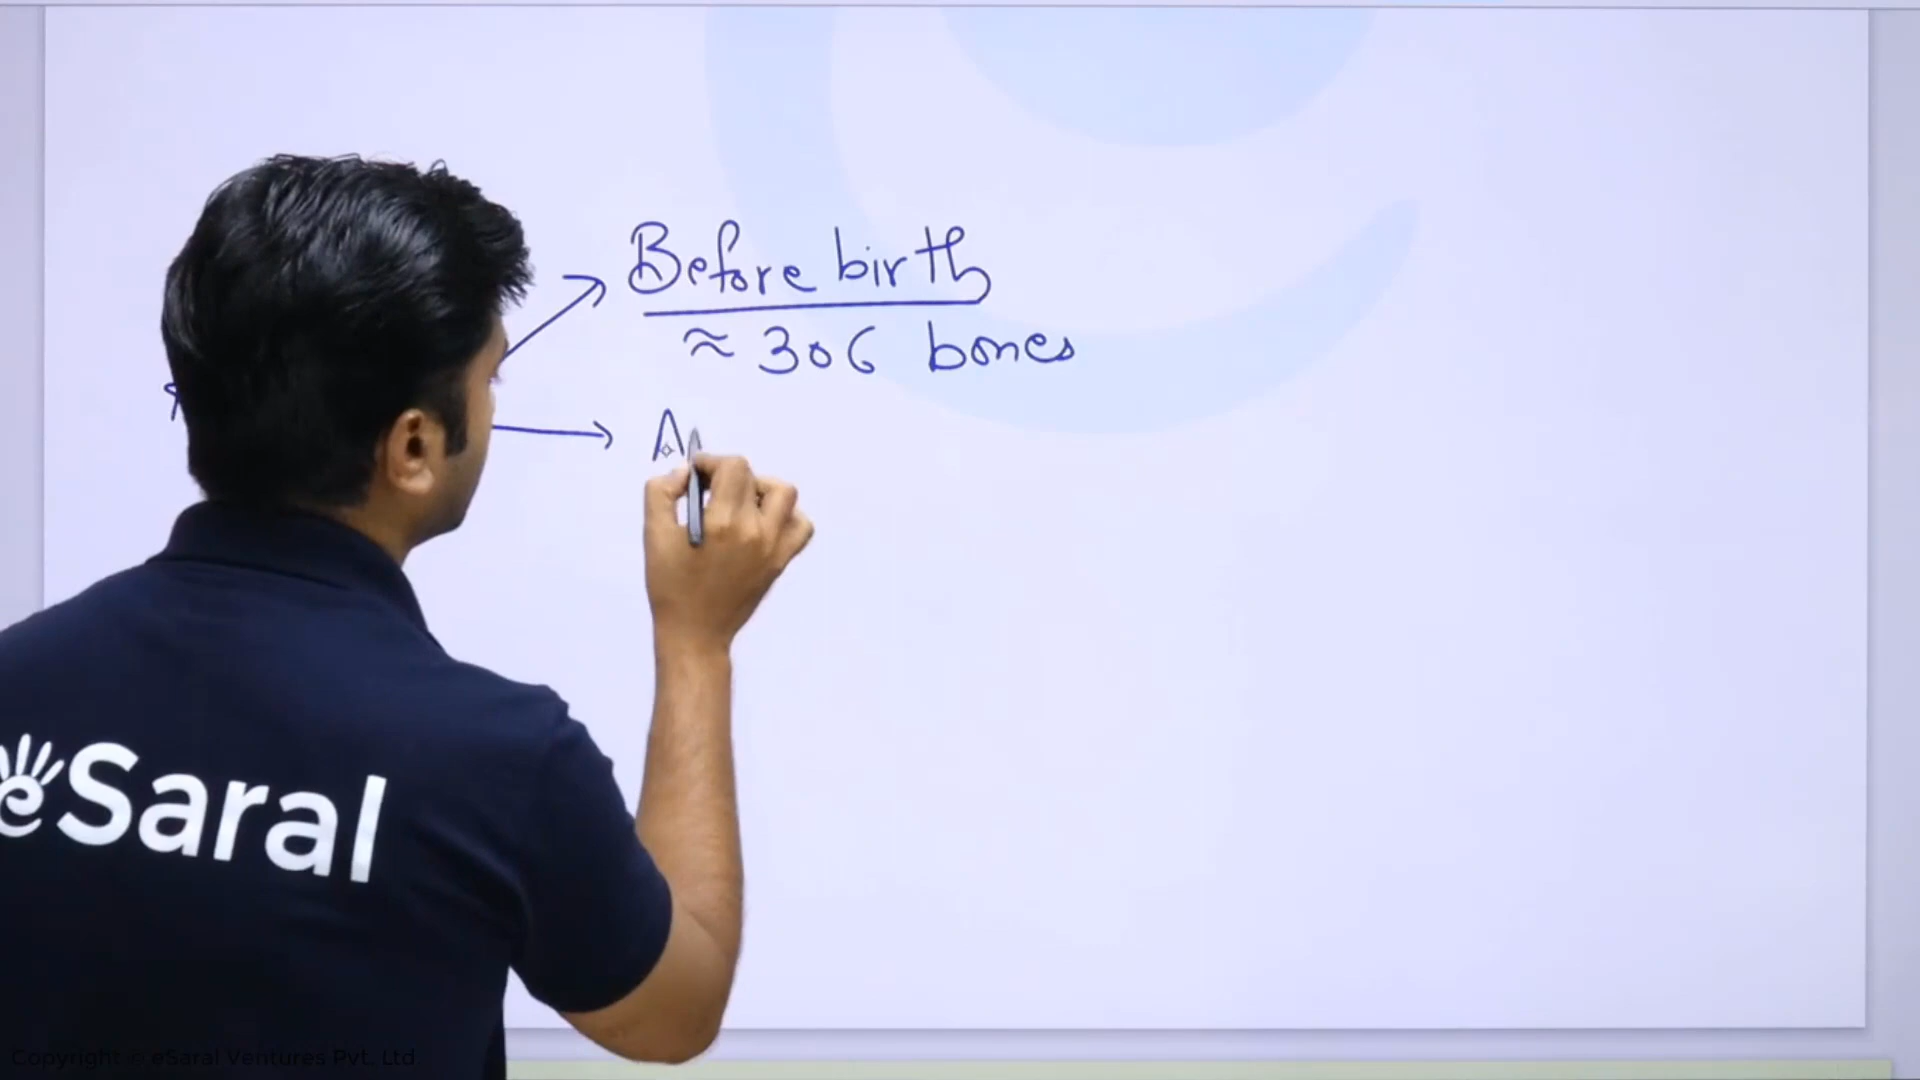 Before birth
≈ 306 bones
A
eSaral
Copyright © eSaral Ventures Pvt. Ltd.